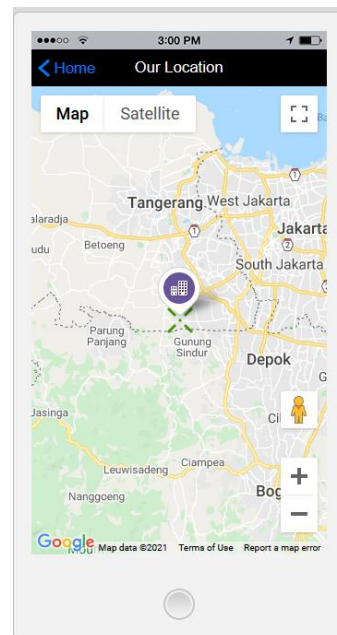 3:00 PM
Home Our Location
Map Satellite
Tangerang West Jakarta
alaradja
Jakarta
Betoeng
udu
South Jakarta
Parung
Panjang
Gunung
Sindur
Depok
Jasinga
Ci
Leuwisadeng Ciampea
Nanggoeng
Bog
Google Map data ©2021 Terms of Use Report a map error